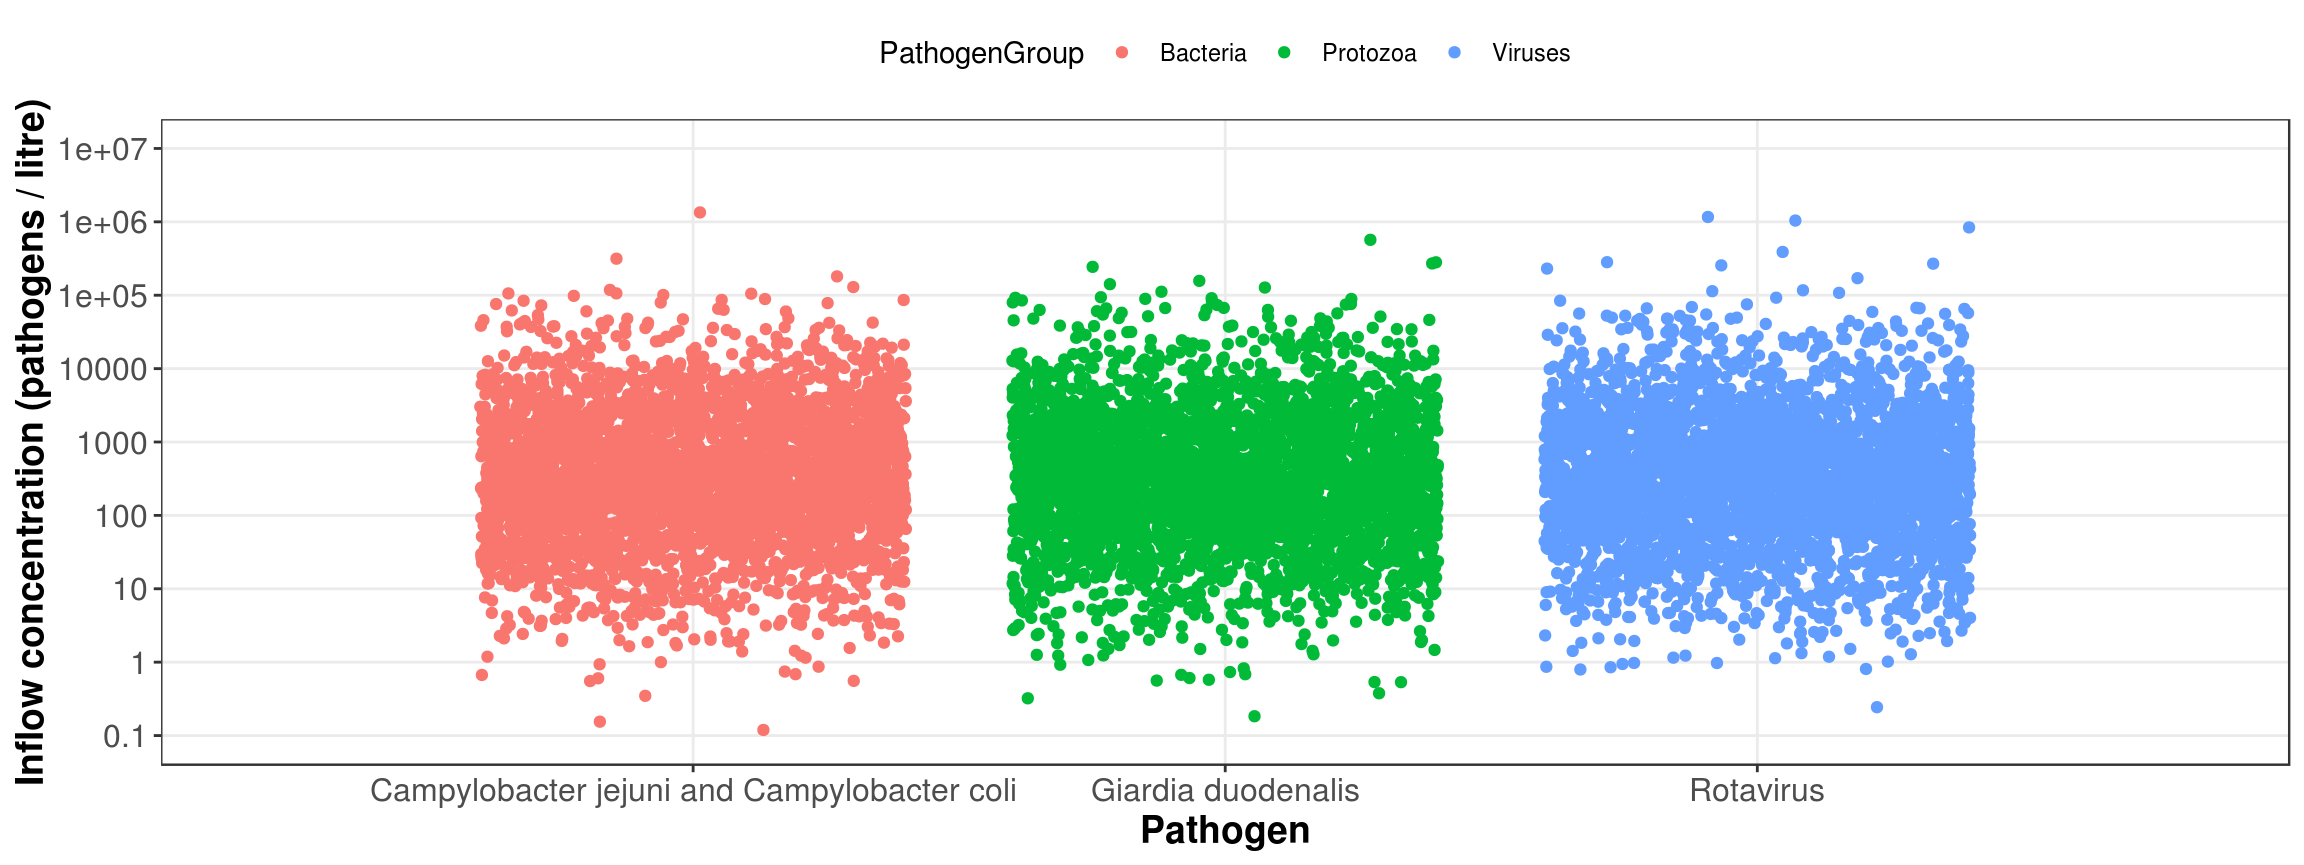 PathogenGroup Bacteria Protozoa Viruses
Inflow concentration (pathogens / litre)
1e+07
1e+06
1e+05
10000
1000
100
10
1
0.1
Campylobacter jejuni and Campylobacter coli Giardia duodenalis Rotavirus
Pathogen